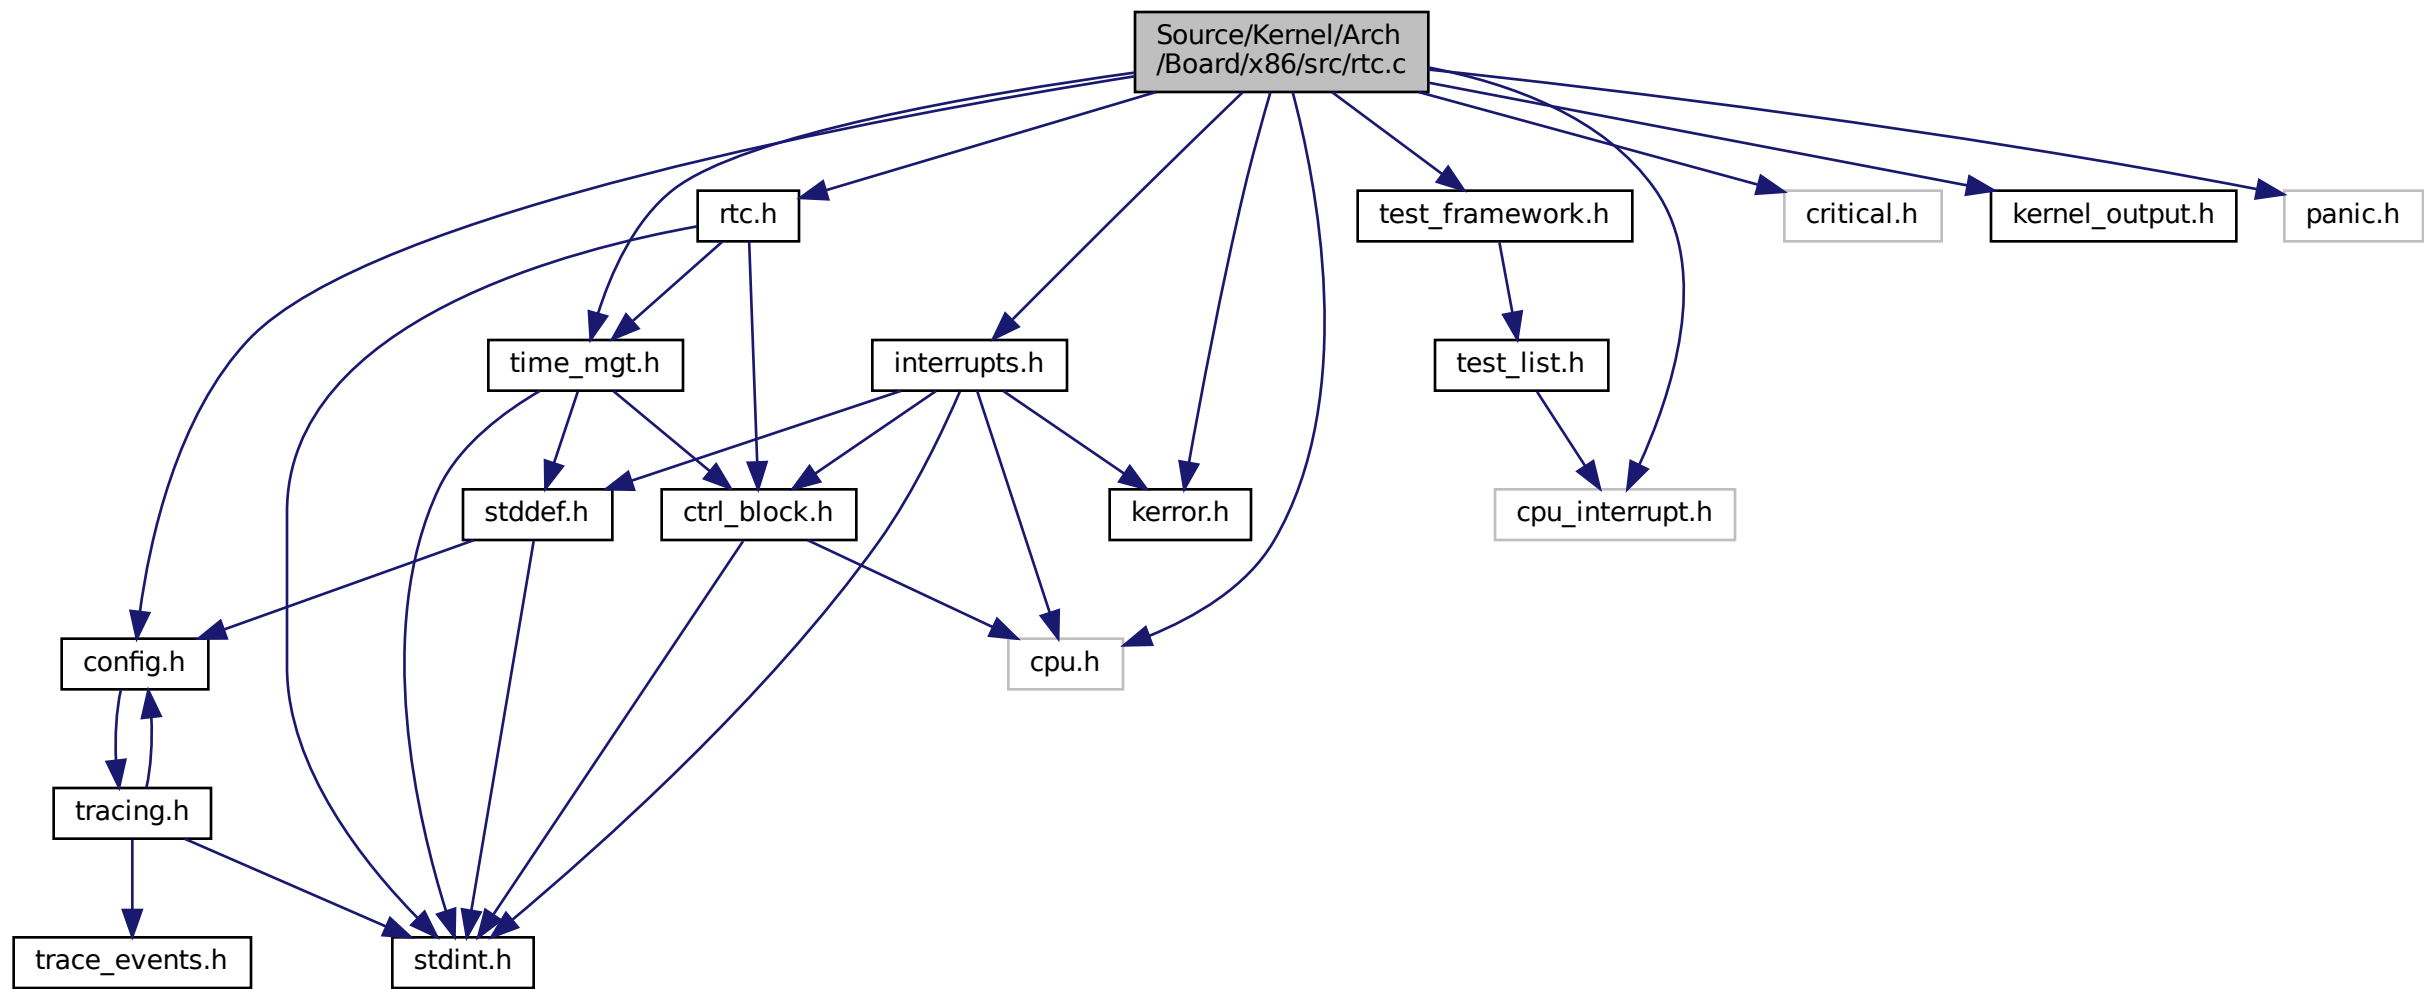 Source/Kernel/Arch
/Board/x86/src/rtc.c
rtc.h
test_framework.h
critical.h
kernel_output.h
panic.h
time_mgt.h
interrupts.h
test_list.h
stddef.h
ctrl_block.h
kerror.h
cpu_interrupt.h
config.h
cpu.h
tracing.h
trace_events.h
stdint.h